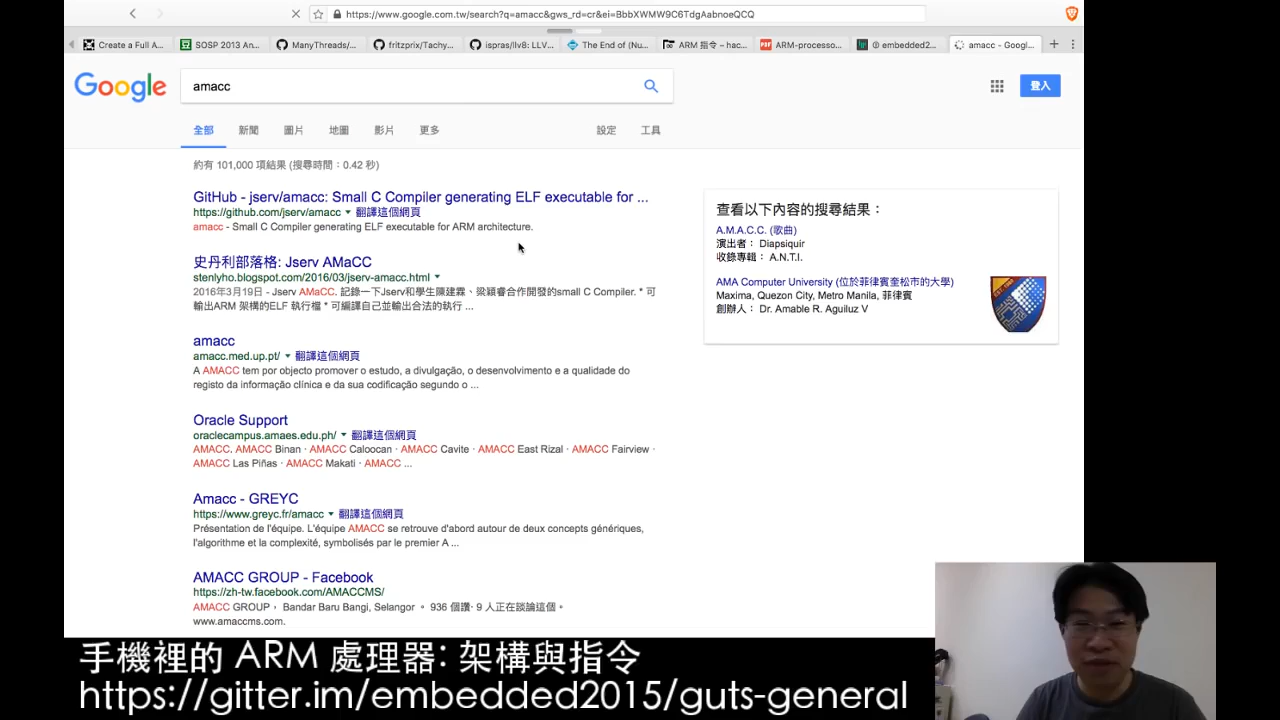 https://www.google.com.tw/search?q=amacc&gws_rd=cr&ei=BbbXWMW9C6TdgAabnoeQCQ
Create a Full A...
SOSP 2013 An...
ManyThreads/...
fritzprix/Tachy...
ispras/llv8: LLV...
The End of (Nu...
ARM 指令 – hac...
ARM-processo...
embedded2...
amacc - Googl...
Google
amacc
登入
全部 新聞 圖片 地圖 影片 更多 設定 工具
約有 101,000 項結果 (搜尋時間：0.42 秒)
GitHub - jserv/amacc: Small C Compiler generating ELF executable for ...
https://github.com/jserv/amacc ▼ 翻譯這個網頁
amacc - Small C Compiler generating ELF executable for ARM architecture.
史丹利部落格: Jserv AMaCC
stenlyho.blogspot.com/2016/03/jserv-amacc.html ▼
2016年3月19日 - Jserv AMaCC. 記錄一下Jserv和學生陳建霖、梁穎睿合作開發的small C Compiler. * 可
輸出ARM 架構的ELF 執行檔 * 可編譯自己並輸出合法的執行 ...
amacc
amacc.med.up.pt/ ▼ 翻譯這個網頁
A AMACC tem por objecto promover o estudo, a divulgação, o desenvolvimento e a qualidade do
registo da informação clínica e da sua codificação segundo o ...
Oracle Support
oraclecampus.amaes.edu.ph/ ▼ 翻譯這個網頁
AMACC. AMACC Binan · AMACC Caloocan · AMACC Cavite · AMACC East Rizal · AMACC Fairview ·
AMACC Las Piñas · AMACC Makati · AMACC ...
Amacc - GREYC
https://www.greyc.fr/amacc ▼ 翻譯這個網頁
Présentation de l'équipe. L'équipe AMACC se retrouve d'abord autour de deux concepts génériques,
l'algorithme et la complexité, symbolisés par le premier A ...
AMACC GROUP - Facebook
https://zh-tw.facebook.com/AMACCMS/
AMACC GROUP， Bandar Baru Bangi, Selangor 。 936 個讚· 9 人正在談論這個。
www.amaccms.com.
查看以下內容的搜尋結果：
A.M.A.C.C. (歌曲)
演出者： Diapsiquir
收錄專輯： A.N.T.I.
AMA Computer University (位於菲律賓奎松市的大學)
Maxima, Quezon City, Metro Manila, 菲律賓
創辦人： Dr. Amable R. Aguiluz V
手機裡的 ARM 處理器: 架構與指令
https://gitter.im/embedded2015/guts-general